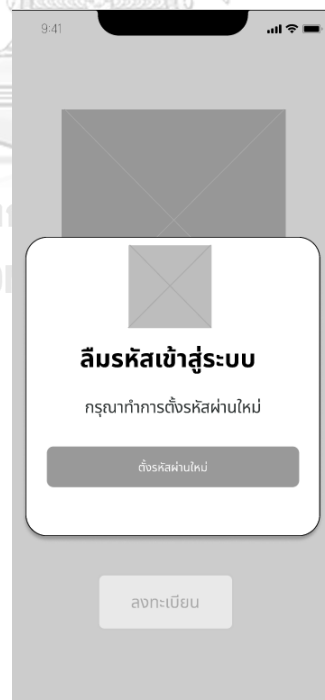 9:41
ลืมรหัสเข้าสู่ระบบ
กรุณาทำการตั้งรหัสผ่านใหม่
ตั้งรหัสผ่านใหม่
ลงทะเบียน